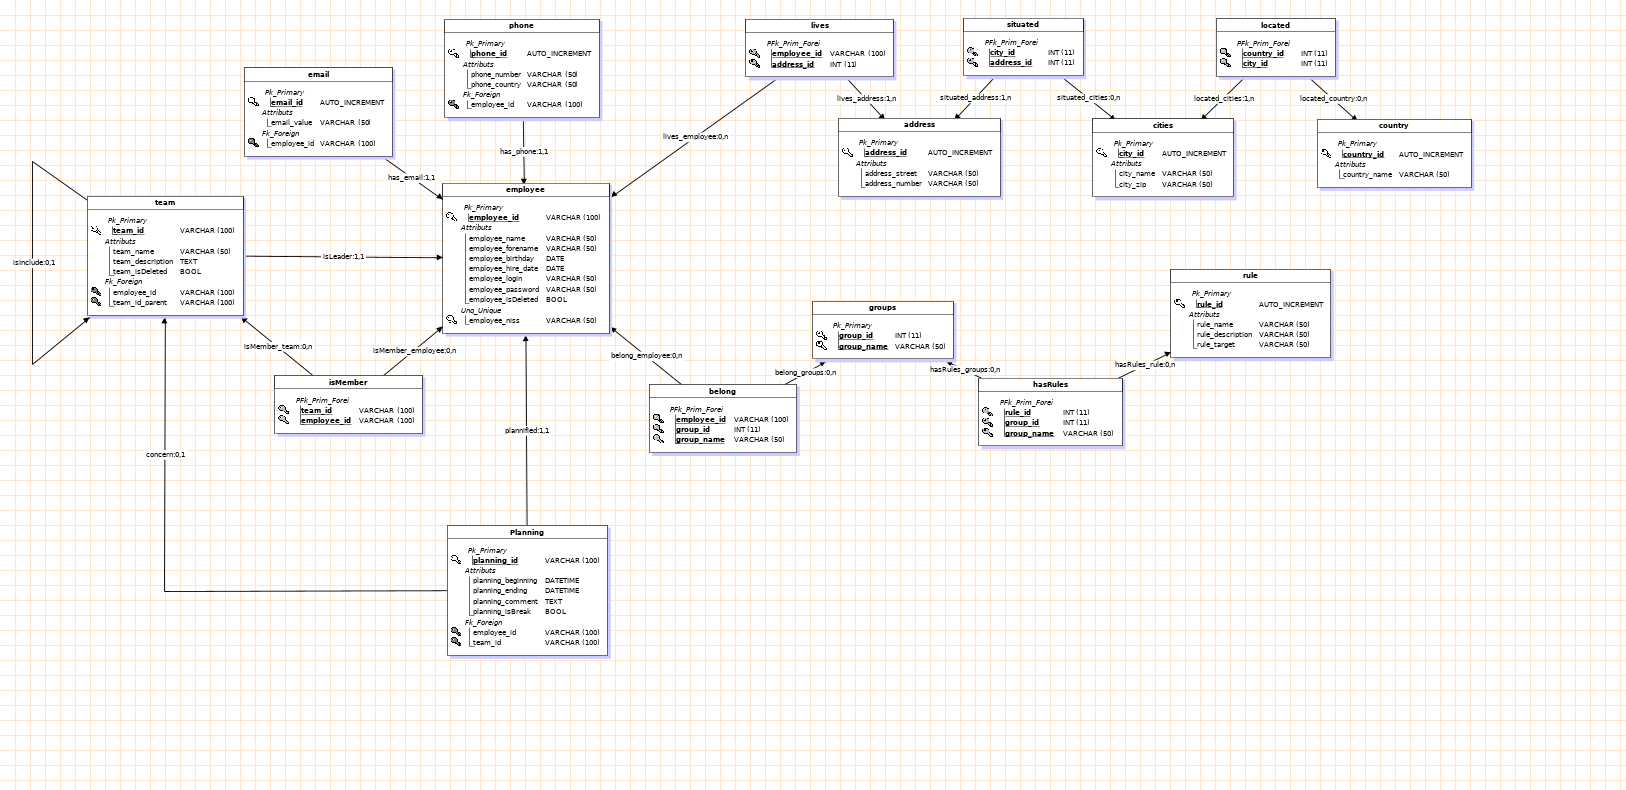 phone
Pk_Primary
phone_id AUTO_INCREMENT
Attributs
phone_number VARCHAR (50)
phone_country VARCHAR (50)
Fk_Foreign
employee_id VARCHAR (100)
lives
PFk_Prim_Forei
employee_id VARCHAR (100)
address_id INT (11)
situated
PFk_Prim_Forei
city_id INT (11)
address_id INT (11)
located
PFk_Prim_Forei
country_id INT (11)
city_id INT (11)
email
Pk_Primary
email_id AUTO_INCREMENT
Attributs
email_value VARCHAR (50)
Fk_Foreign
employee_id VARCHAR (100)
lives_address:1,n
situated_address:1,n
situated_cities:0,n
located_cities:1,n
located_country:0,n
has_phone:1,1
lives_employee:0,n
has_email:1,1
address
Pk_Primary
address_id AUTO_INCREMENT
Attributs
address_street VARCHAR (50)
address_number VARCHAR (50)
cities
Pk_Primary
city_id AUTO_INCREMENT
Attributs
city_name VARCHAR (50)
city_zip VARCHAR (50)
country
Pk_Primary
country_id AUTO_INCREMENT
Attributs
country_name VARCHAR (50)
team
Pk_Primary
team_id VARCHAR (100)
Attributs
team_name VARCHAR (50)
team_description TEXT
team_isDeleted BOOL
Fk_Foreign
employee_id VARCHAR (100)
team_id_parent VARCHAR (100)
isInclude:0,1
isLeader:1,1
employee
Pk_Primary
employee_id VARCHAR (100)
Attributs
employee_name VARCHAR (50)
employee_forename VARCHAR (50)
employee_birthday DATE
employee_hire_date DATE
employee_login VARCHAR (50)
employee_password VARCHAR (50)
employee_isDeleted BOOL
Unq_Unique
employee_niss VARCHAR (50)
groups
Pk_Primary
group_id INT (11)
group_name VARCHAR (50)
rule
Pk_Primary
rule_id AUTO_INCREMENT
Attributs
rule_name VARCHAR (50)
rule_description VARCHAR (50)
rule_target VARCHAR (50)
isMember_team:0,n
isMember_employee:0,n
belong_employee:0,n
belong_groups:0,n
hasRules_groups:0,n
hasRules_rule:0,n
isMember
PFk_Prim_Forei
team_id VARCHAR (100)
employee_id VARCHAR (100)
belong
PFk_Prim_Forei
employee_id VARCHAR (100)
group_id INT (11)
group_name VARCHAR (50)
hasRules
PFk_Prim_Forei
rule_id INT (11)
group_id INT (11)
group_name VARCHAR (50)
plannified:1,1
concern:0,1
Planning
Pk_Primary
planning_id VARCHAR (100)
Attributs
planning_beginning DATETIME
planning_ending DATETIME
planning_comment TEXT
planning_isBreak BOOL
Fk_Foreign
employee_id VARCHAR (100)
team_id VARCHAR (100)